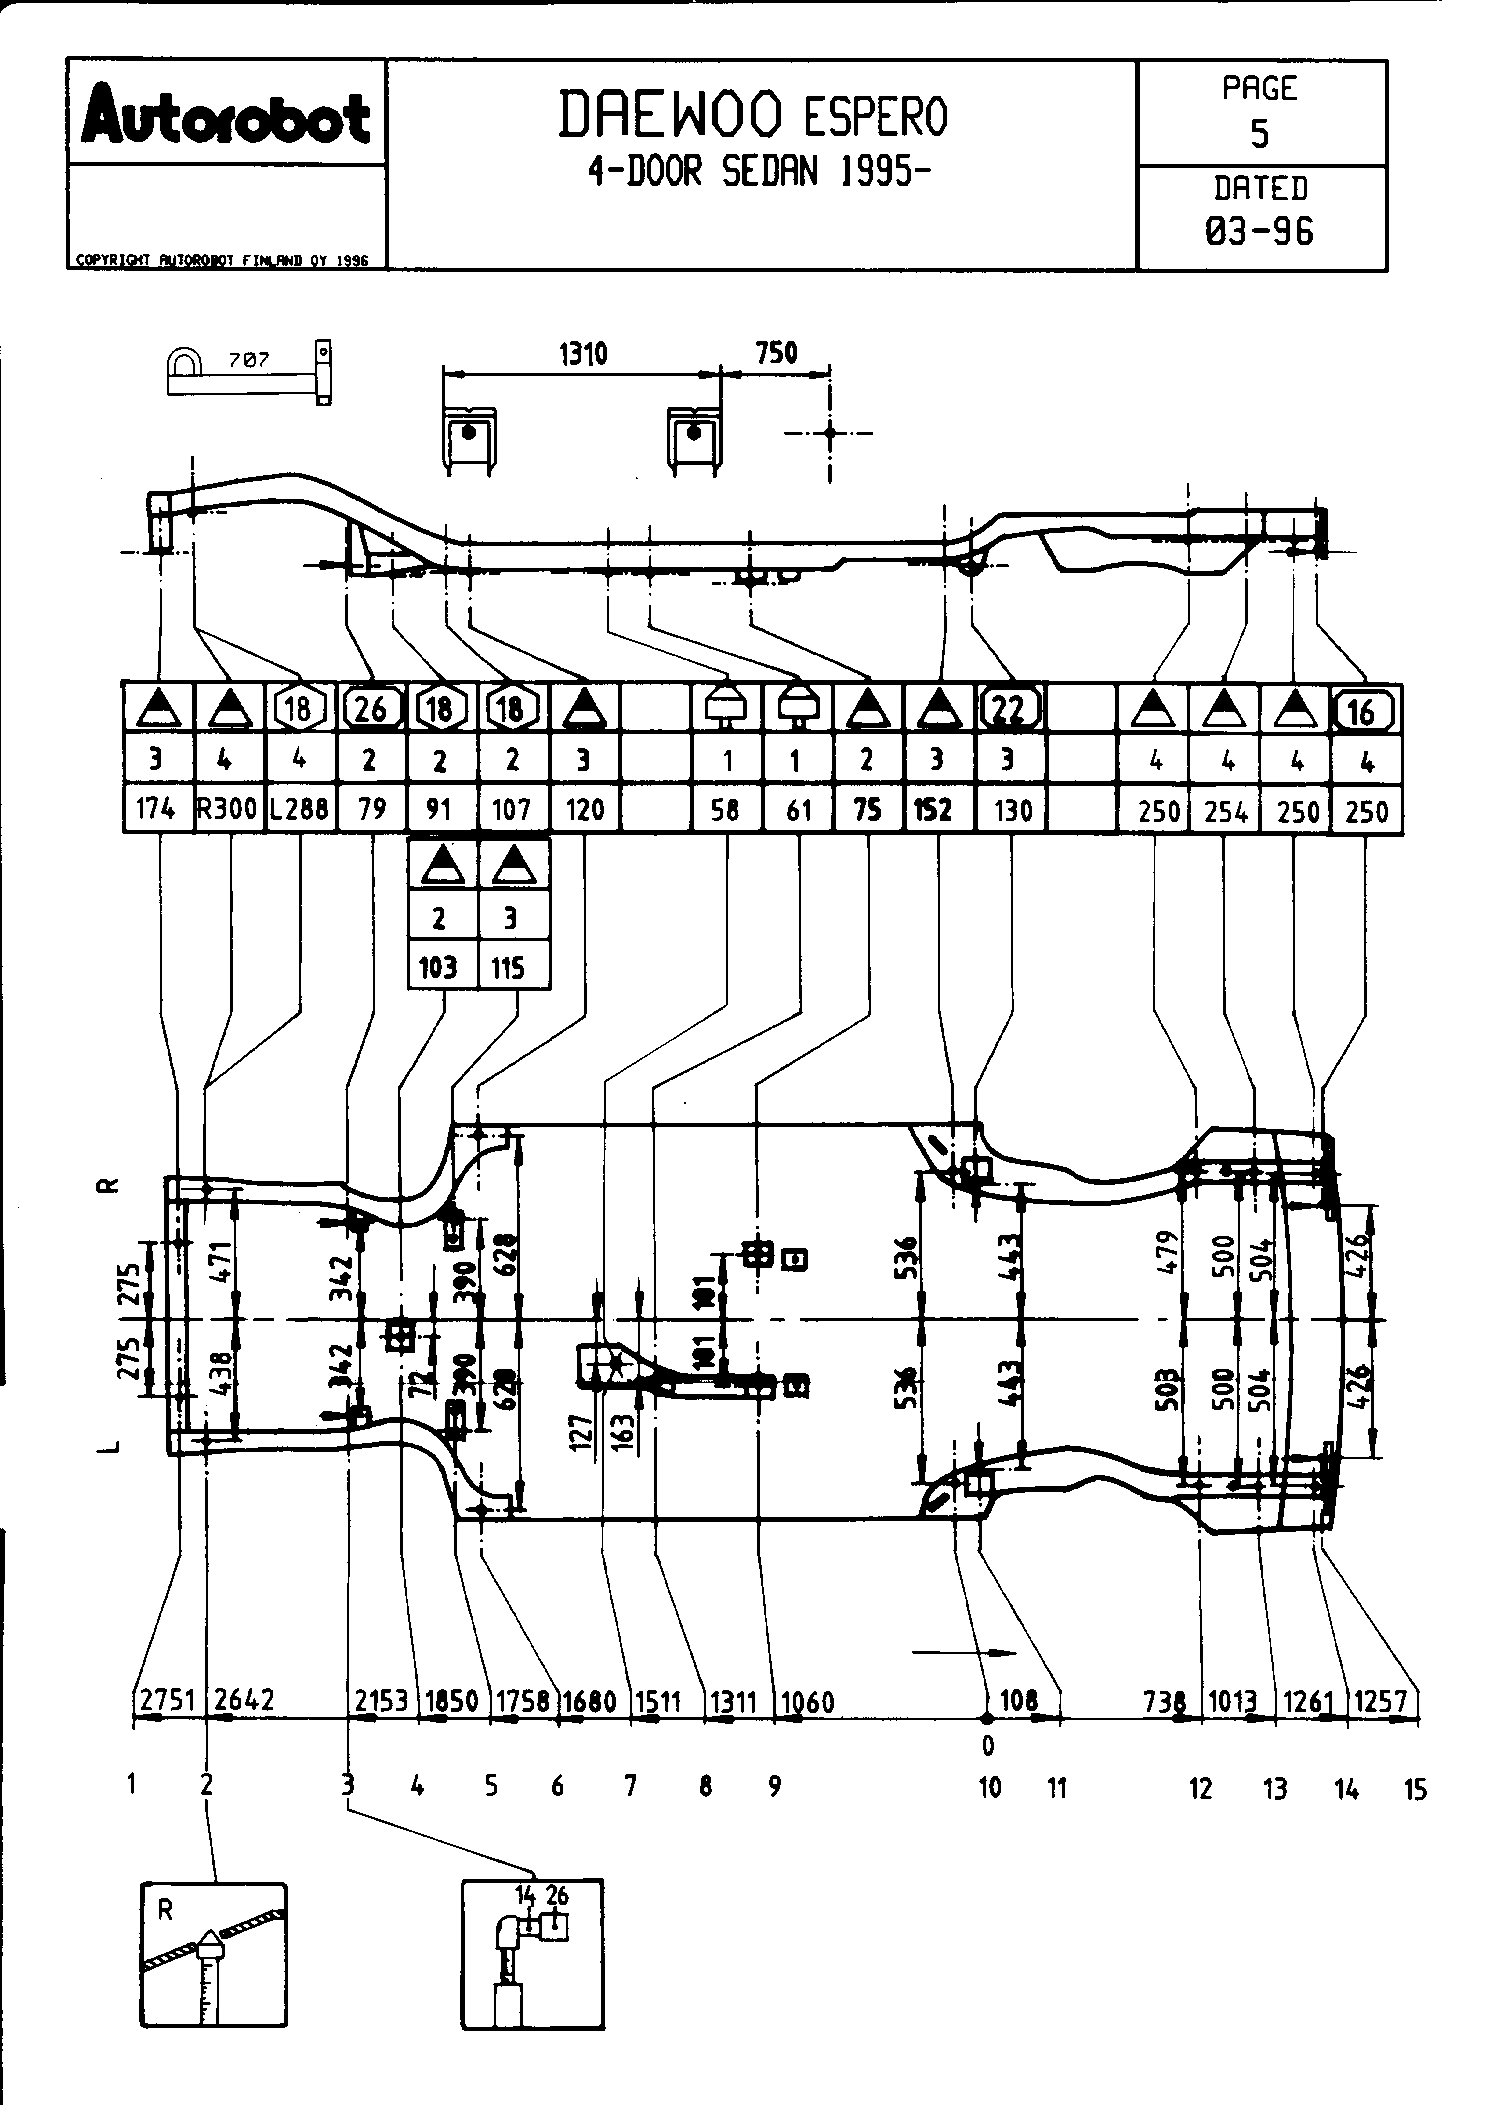 Autorobot
COPYRIGHT AUTOROBOT FINLAND OY 1996
DAEWOO ESPERO
4-DOOR SEDAN 1995-
PAGE
5
DATED
03-96
707
1310 750
18 26 18 18 22 16
3 4 4 2 2 2 3 1 1 2 3 3 4 4 4 4
174 R300 L288 79 91 107 120 58 61 75 152 130 250 254 250 250
2 3
103 115
R
275 471 342 390 628 101 536 443 479 500 504 426
275 438 342 72 390 628 101 536 443 503 500 504 426
L
127 163
2751 2642 2153 1850 1758 1680 1511 1311 1060 108 738 1013 1261 1257
0
1 2 3 4 5 6 7 8 9 10 11 12 13 14 15
R
14 26